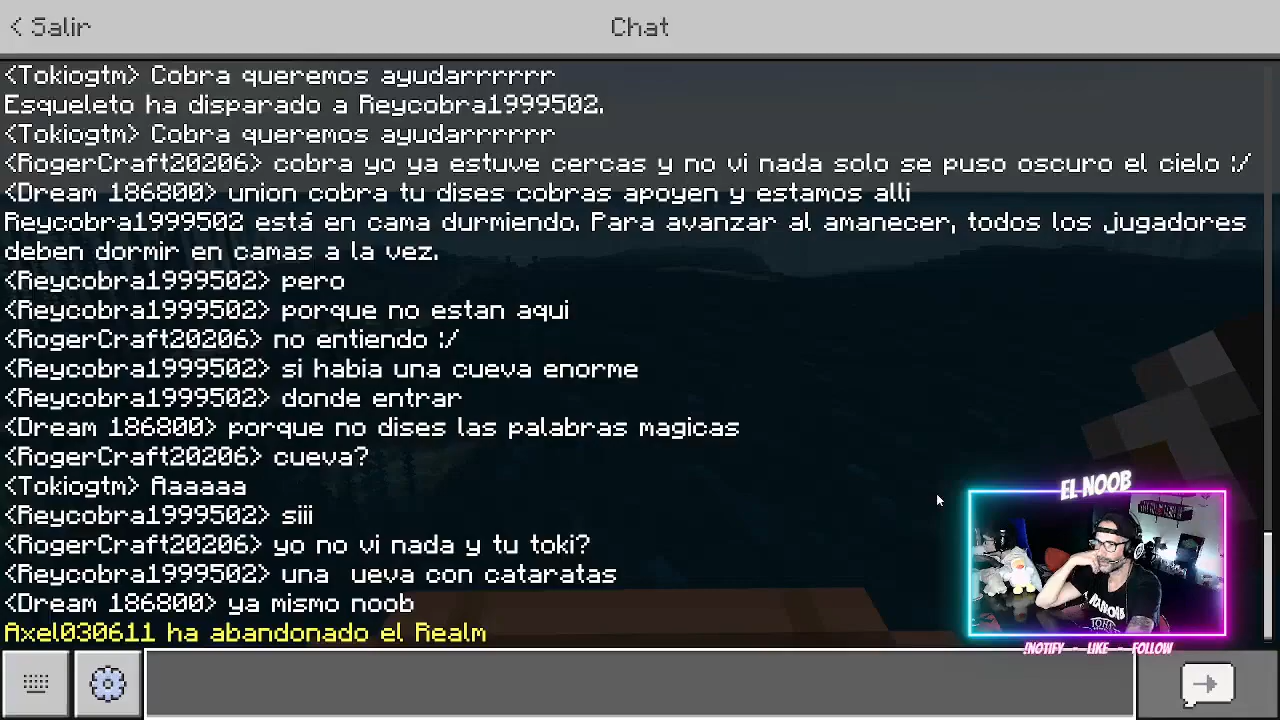 < Salir
Chat
<Tokiogtm> Cobra queremos ayudarrrrrr
Esqueleto ha disparado a Reycobra1999502.
<Tokiogtm> Cobra queremos ayudarrrrrr
<RogerCraft20206> cobra yo ya estuve cercas y no vi nada solo se puso oscuro el cielo :/
<Dream 186800> union cobra tu dises cobras apoyen y estamos alli
Reycobra1999502 está en cama durmiendo. Para avanzar al amanecer, todos los jugadores
deben dormir en camas a la vez.
<Reycobra1999502> pero
<Reycobra1999502> porque no estan aqui
<RogerCraft20206> no entiendo :/
<Reycobra1999502> si habia una cueva enorme
<Reycobra1999502> donde entrar
<Dream 186800> porque no dises las palabras magicas
<RogerCraft20206> cueva?
<Tokiogtm> Aaaaaa
<Reycobra1999502> siii
<RogerCraft20206> yo no vi nada y tu toki?
<Reycobra1999502> una  ueva con cataratas
<Dream 186800> ya mismo noob
Axel030611 ha abandonado el Realm
EL NOOB
!NOTIFY - LIKE - FOLLOW